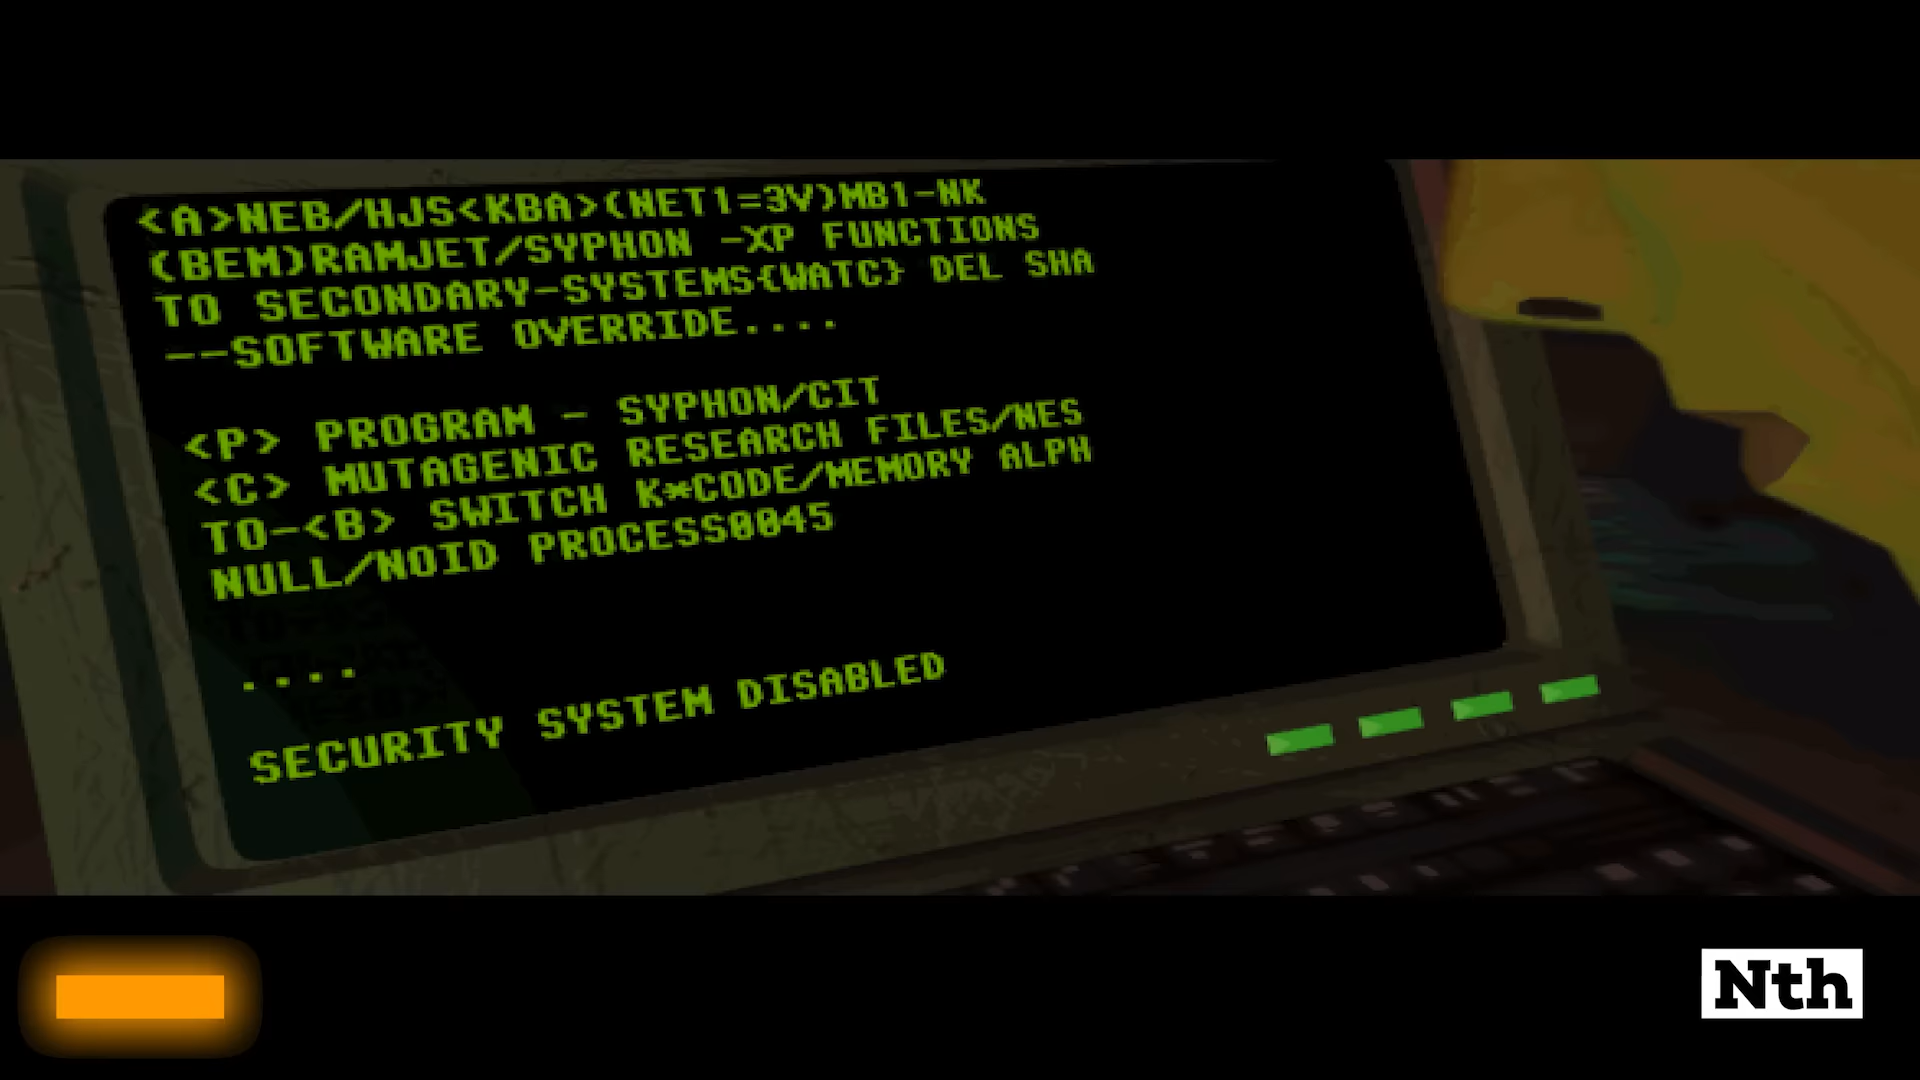 <A>NEB/HJS<KBA>(NET1=3V)MB1-NK
(BEM)RAMJET/SYPHON -XP FUNCTIONS
TO SECONDARY-SYSTEMS{WATC} DEL SHA
--SOFTWARE OVERRIDE....
<P> PROGRAM - SYPHON/CIT
<C> MUTAGENIC RESEARCH FILES/NES
TO-<B> SWITCH K*CODE/MEMORY ALPH
NULL/NOID PROCESS0045
....
SECURITY SYSTEM DISABLED
Nth